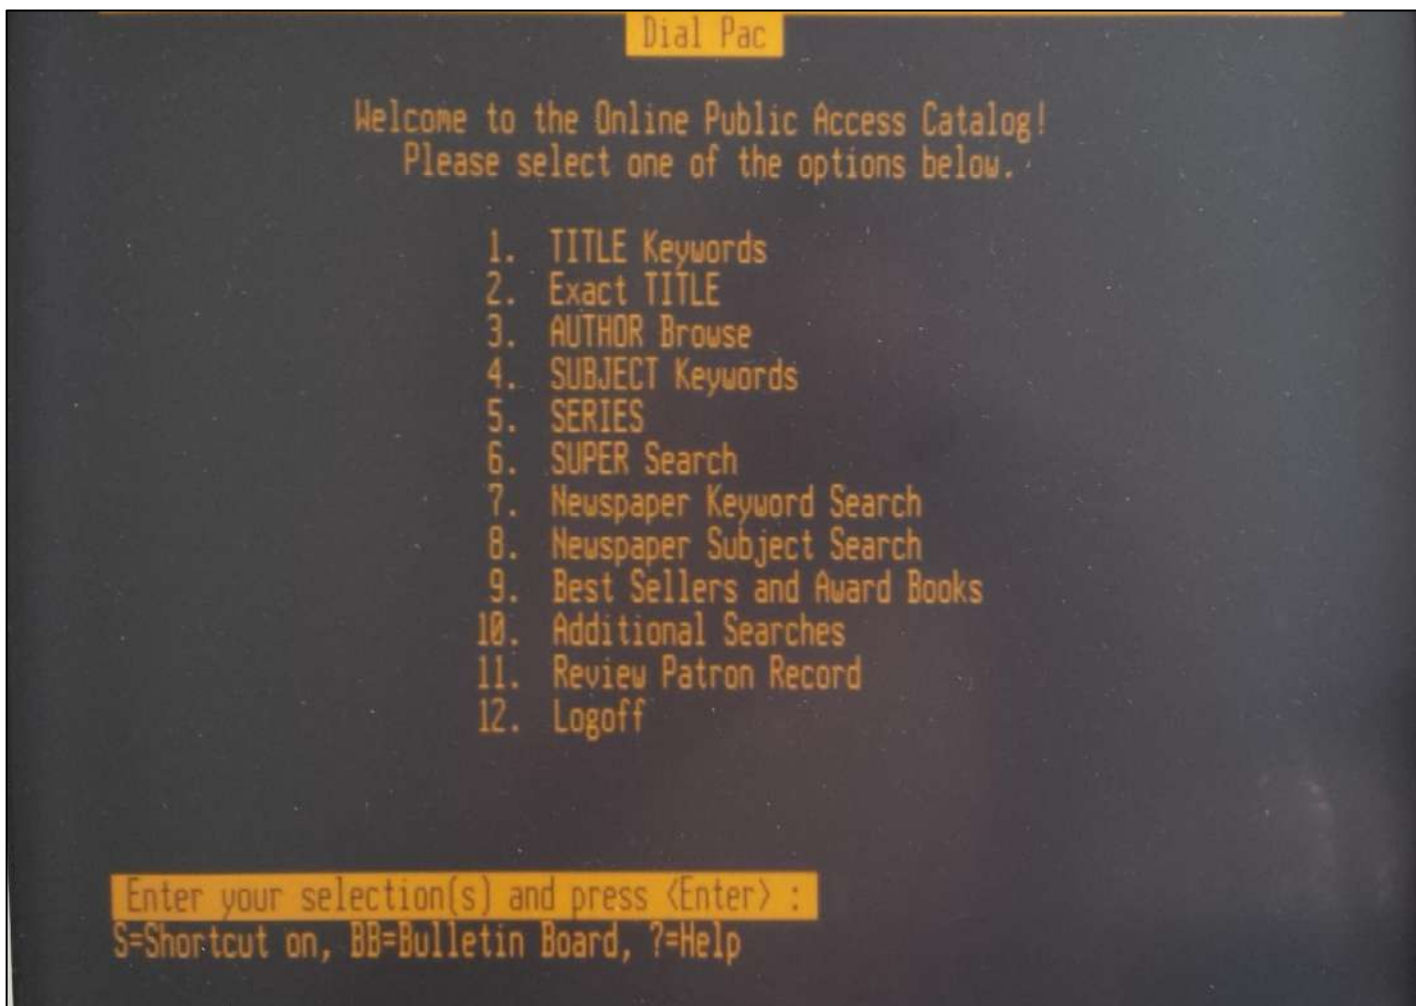 Dial Pac
Welcome to the Online Public Access Catalog!
Please select one of the options below.
1. TITLE Keywords
2. Exact TITLE
3. AUTHOR Browse
4. SUBJECT Keywords
5. SERIES
6. SUPER Search
7. Newspaper Keyword Search
8. Newspaper Subject Search
9. Best Sellers and Award Books
10. Additional Searches
11. Review Patron Record
12. Logoff
Enter your selection(s) and press <Enter> :
S=Shortcut on, BB=Bulletin Board, ?=Help